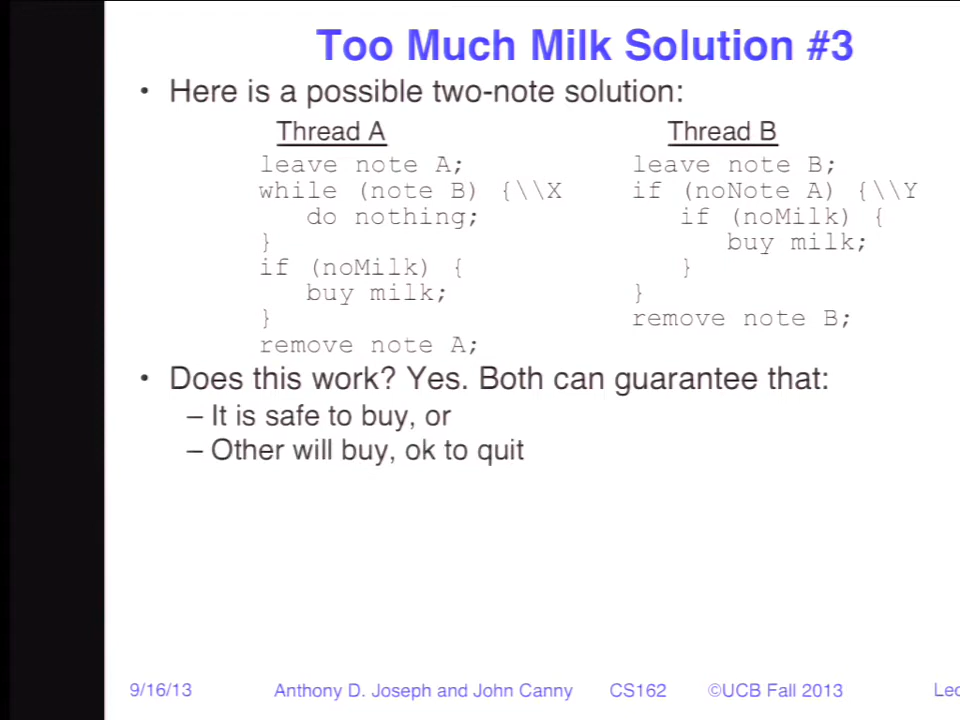 Too Much Milk Solution #3
• Here is a possible two-note solution:
Thread A
leave note A;
while (note B) {\\X
do nothing;
}
if (noMilk) {
buy milk;
}
remove note A;
Thread B
leave note B;
if (noNote A) {\\Y
if (noMilk) {
buy milk;
}
}
remove note B;
• Does this work? Yes. Both can guarantee that:
– It is safe to buy, or
– Other will buy, ok to quit
9/16/13 Anthony D. Joseph and John Canny CS162 ©UCB Fall 2013 Lec